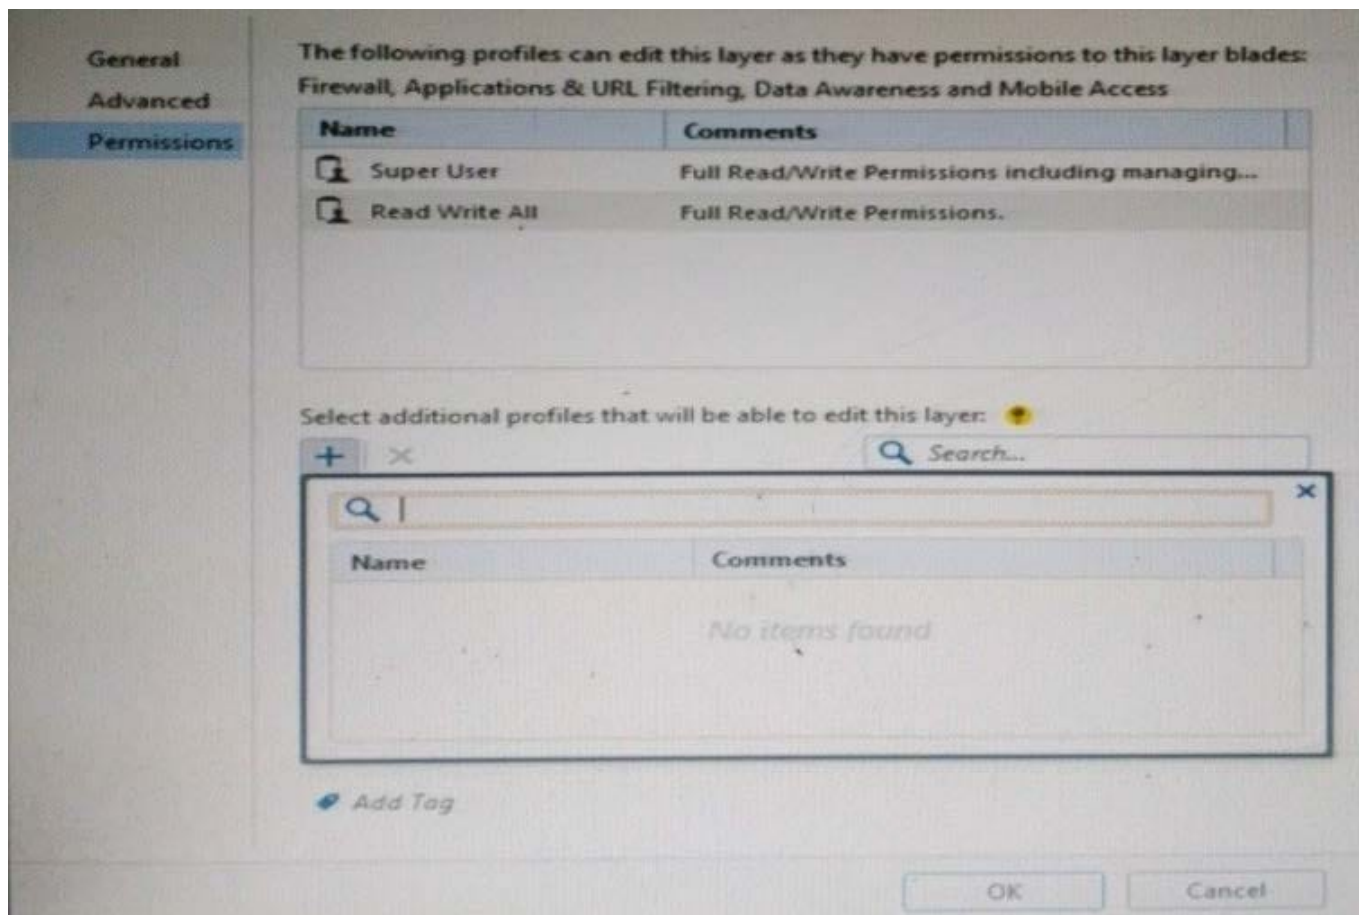 General
Advanced
Permissions
The following profiles can edit this layer as they have permissions to this layer blades:
Firewall, Applications & URL Filtering, Data Awareness and Mobile Access
Name Comments
Super User Full Read/Write Permissions including managing...
Read Write All Full Read/Write Permissions.
Select additional profiles that will be able to edit this layer:
Search...
Name Comments
No items found
Add Tag
OK Cancel